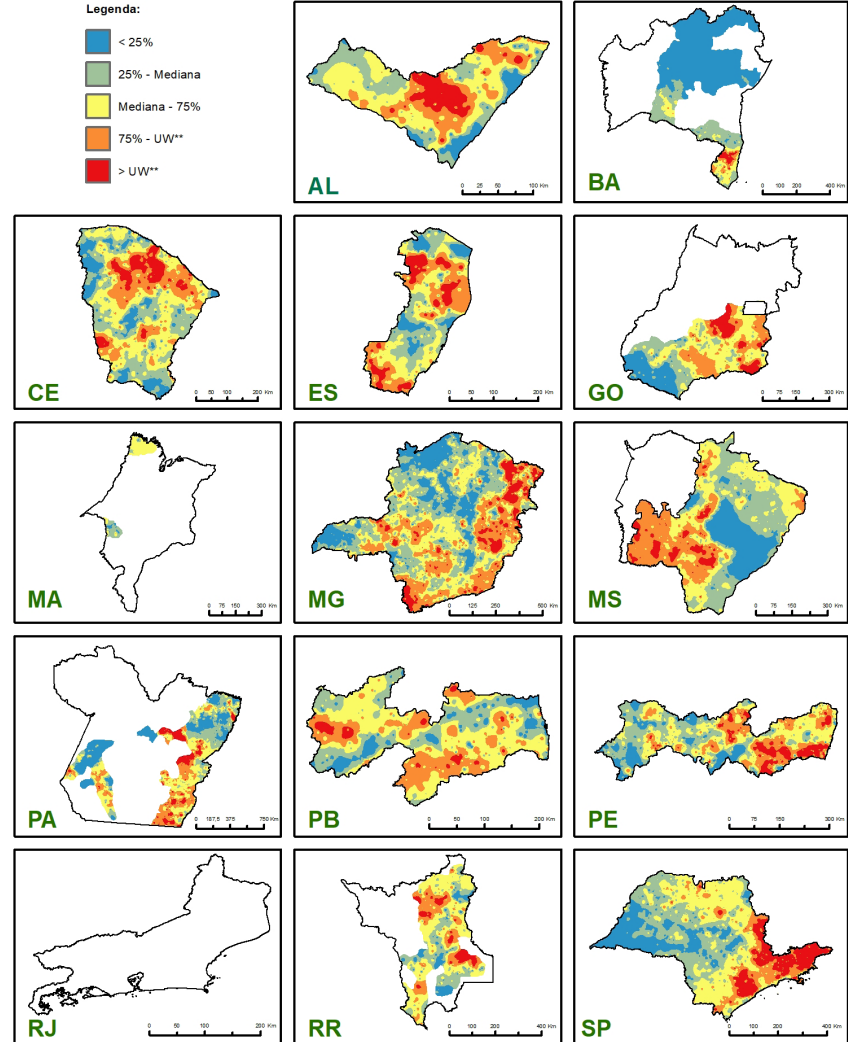 Legenda:
< 25%
25% - Mediana
Mediana - 75%
75% - UW**
> UW**
AL
0 25 50 100 Km
BA
0 100 200 400 Km
CE
0 50 100 200 Km
ES
0 50 100 200 Km
GO
0 75 150 300 Km
MA
0 75 150 300 Km
MG
0 125 250 500 Km
MS
0 75 150 300 Km
PA
0 187,5 375 750 Km
PB
0 50 100 200 Km
PE
0 75 150 300 Km
RJ
0 50 100 200 Km
RR
0 100 200 400 Km
SP
0 100 200 400 Km